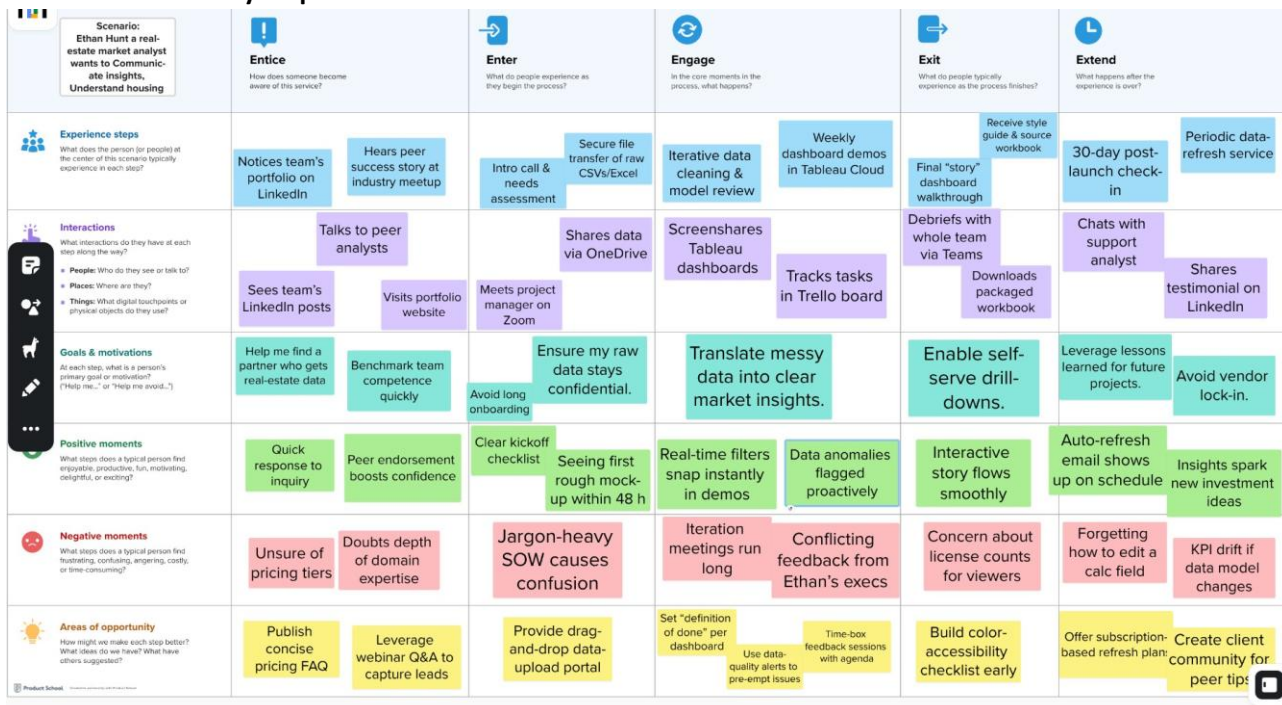 Scenario:
Ethan Hunt a real-
estate market analyst
wants to Communic-
ate insights,
Understand housing
Entice
How does someone become
aware of this service?
Enter
What do people experience as
they begin the process?
Engage
In the core moments in the
process, what happens?
Exit
What do people typically
experience as the process finishes?
Extend
What happens after the
experience is over?
Experience steps
What does the person (or people) at
the center of this scenario typically
experience in each step?
Notices team's
portfolio on
LinkedIn
Hears peer
success story at
industry meetup
Intro call &
needs
assessment
Secure file
transfer of raw
CSVs/Excel
Iterative data
cleaning &
model review
Weekly
dashboard demos
in Tableau Cloud
Final "story"
dashboard
walkthrough
Receive style
guide & source
workbook
30-day post-
launch check-
in
Periodic data-
refresh service
Interactions
What interactions do they have at each
step along the way?
People: Who do they see or talk to?
Places: Where are they?
Things: What digital touchpoints or
physical objects do they use?
Talks to peer
analysts
Sees team's
LinkedIn posts
Visits portfolio
website
Meets project
manager on
Zoom
Shares data
via OneDrive
Screenshares
Tableau
dashboards
Tracks tasks
in Trello board
Debriefs with
whole team
via Teams
Downloads
packaged
workbook
Chats with
support
analyst
Shares
testimonial on
LinkedIn
Goals & motivations
At each step, what is a person's
primary goal or motivation?
("Help me..." or "Help me avoid...")
Help me find a
partner who gets
real-estate data
Benchmark team
competence
quickly
Avoid long
onboarding
Ensure my raw
data stays
confidential.
Translate messy
data into clear
market insights.
Enable self-
serve drill-
downs.
Leverage lessons
learned for future
projects.
Avoid vendor
lock-in.
Positive moments
What steps does a typical person find
enjoyable, productive, fun, motivating,
delightful, or exciting?
Quick
response to
inquiry
Peer endorsement
boosts confidence
Clear kickoff
checklist
Seeing first
rough mock-
up within 48 h
Real-time filters
snap instantly
in demos
Data anomalies
flagged
proactively
Interactive
story flows
smoothly
Auto-refresh
email shows
up on schedule
Insights spark
new investment
ideas
Negative moments
What steps does a typical person find
frustrating, confusing, angering, costly,
or time-consuming?
Unsure of
pricing tiers
Doubts depth
of domain
expertise
Jargon-heavy
SOW causes
confusion
Iteration
meetings run
long
Conflicting
feedback from
Ethan's execs
Concern about
license counts
for viewers
Forgetting
how to edit a
calc field
KPI drift if
data model
changes
Areas of opportunity
How might we make each step better?
What ideas do we have? What have
others suggested?
Publish
concise
pricing FAQ
Leverage
webinar Q&A to
capture leads
Provide drag-
and-drop data-
upload portal
Set "definition
of done" per
dashboard
Use data-
quality alerts to
pre-empt issues
Time-box
feedback sessions
with agenda
Build color-
accessibility
checklist early
Offer subscription-
based refresh plans
Create client
community for
peer tips
Product School